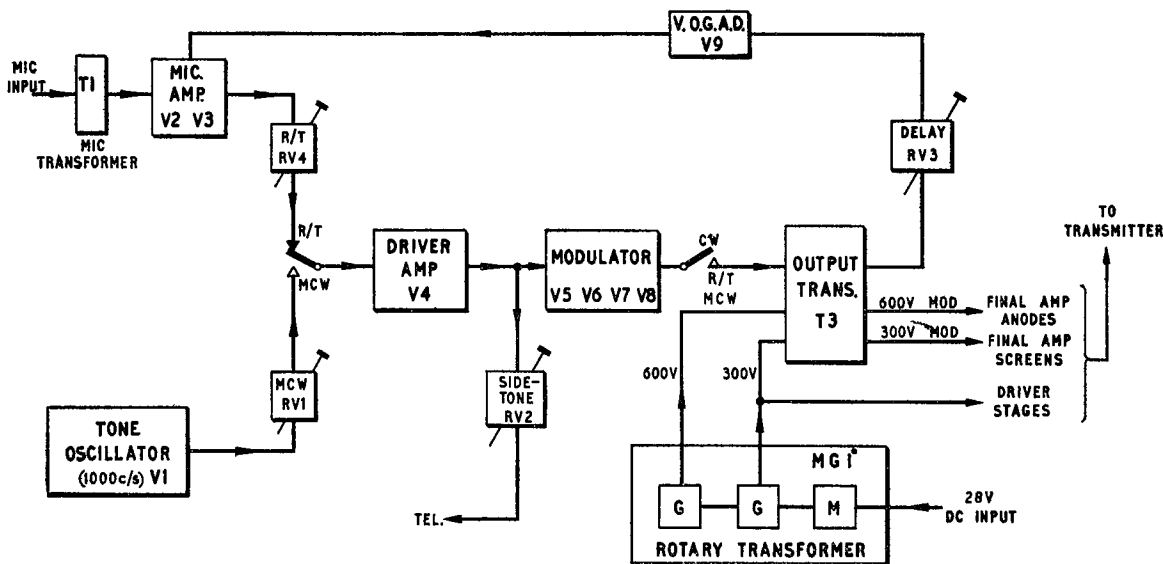 V.O.G.A.D.
V9
MIC
INPUT
T1
MIC.
AMP.
V2 V3
MIC
TRANSFORMER
R/T
RV4
DELAY
RV3
R/T
MCW
DRIVER
AMP
V4
MODULATOR
V5 V6 V7 V8
CW
R/T
MCW
OUTPUT
TRANS.
T3
TO
TRANSMITTER
600V MOD
FINAL AMP
ANODES
300V MOD
FINAL AMP
SCREENS
600V
300V
DRIVER
STAGES
MCW
RV1
SIDE-
TONE
RV2
TONE
OSCILLATOR
(1000c/s) V1
TEL.
MG1
G
G
M
28V
DC INPUT
ROTARY TRANSFORMER